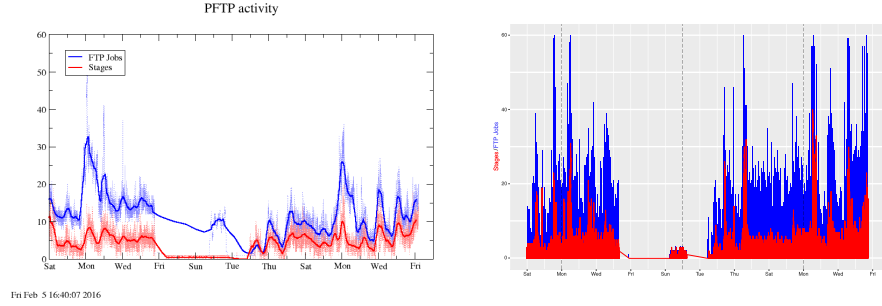 PFTP activity
60
50
40
30
20
10
0
FTP Jobs
Stages
Sat Mon Wed Fri Sun Tue Thu Sat Mon Wed Fri
Fri Feb 5 16:40:07 2016
Stages/FTP Jobs
60
40
20
0
Sat Mon Wed Fri Sun Tue Thu Sat Mon Wed Fri